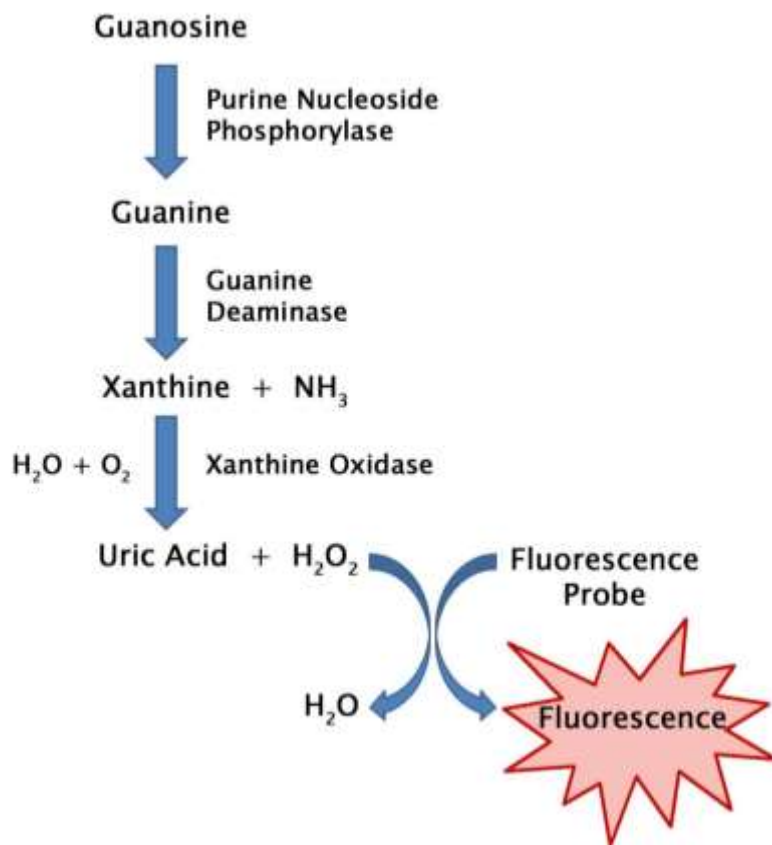 Guanosine
Purine Nucleoside
Phosphorylase
Guanine
Guanine
Deaminase
Xanthine + NH₃
H₂O + O₂ Xanthine Oxidase
Uric Acid + H₂O₂ Fluorescence
Probe
H₂O Fluorescence